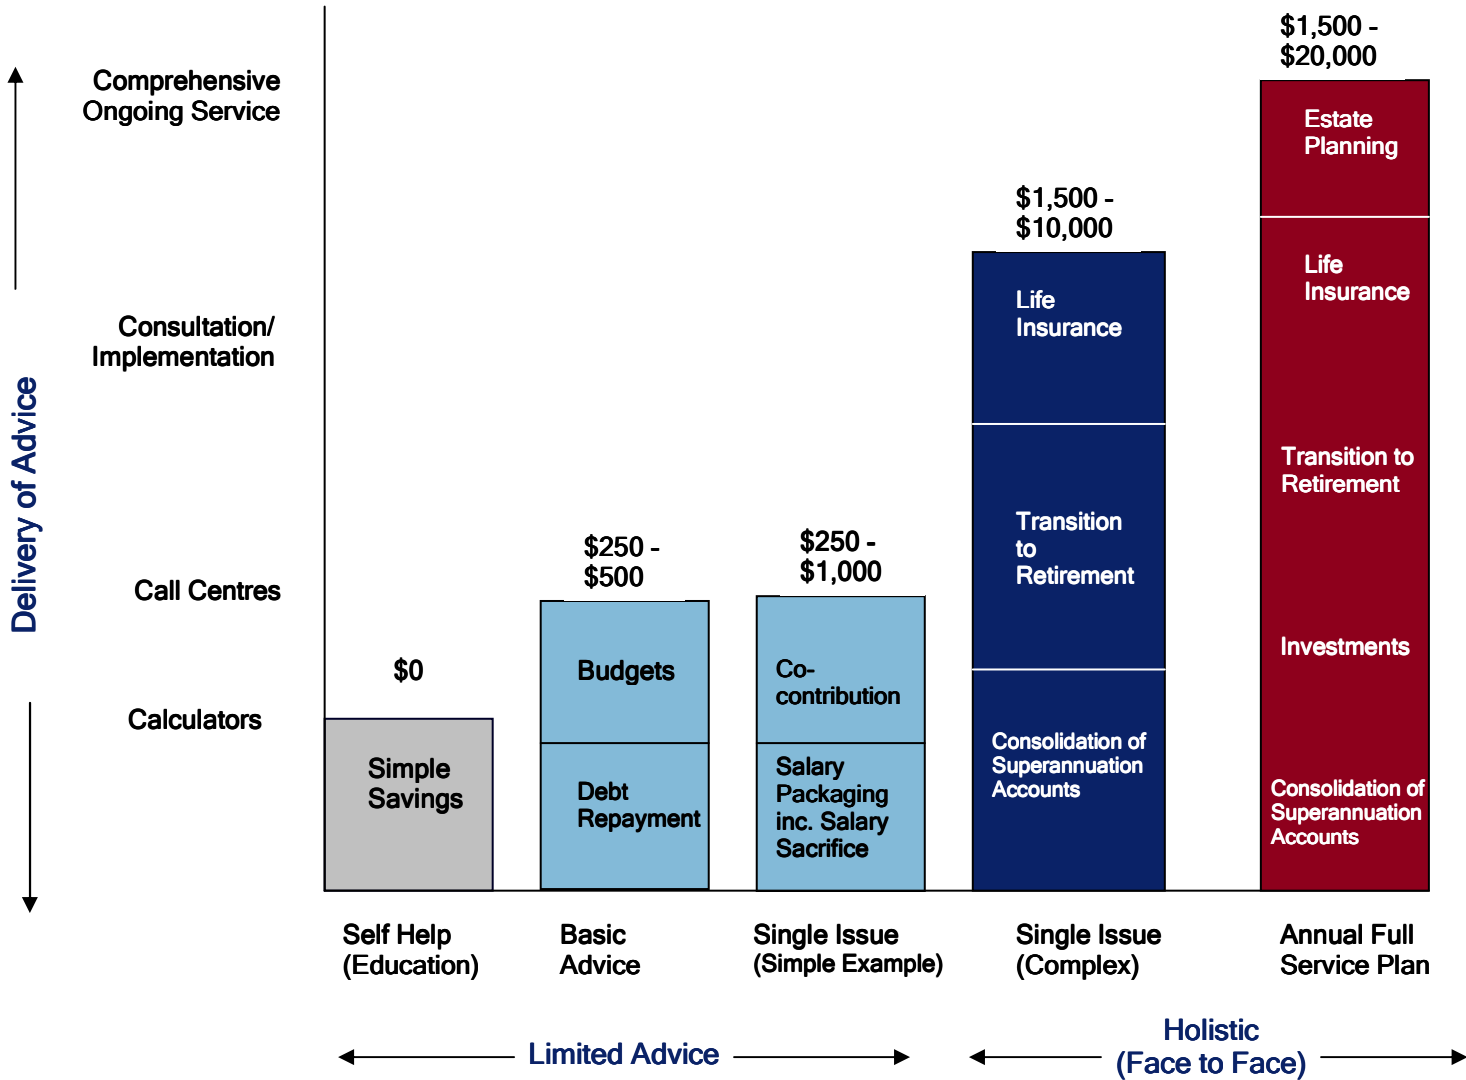 $1,500 -
$20,000
Comprehensive
Ongoing Service
Estate
Planning
$1,500 -
$10,000
Life
Insurance
Life
Insurance
Consultation/
Implementation
Delivery of Advice
Transition to
Retirement
Transition
to
Retirement
$250 -
$500
$250 -
$1,000
Call Centres
$0
Budgets
Co-
contribution
Investments
Calculators
Simple
Savings
Debt
Repayment
Salary
Packaging
inc. Salary
Sacrifice
Consolidation of
Superannuation
Accounts
Consolidation of
Superannuation
Accounts
Self Help
(Education)
Basic
Advice
Single Issue
(Simple Example)
Single Issue
(Complex)
Annual Full
Service Plan
Limited Advice
Holistic
(Face to Face)